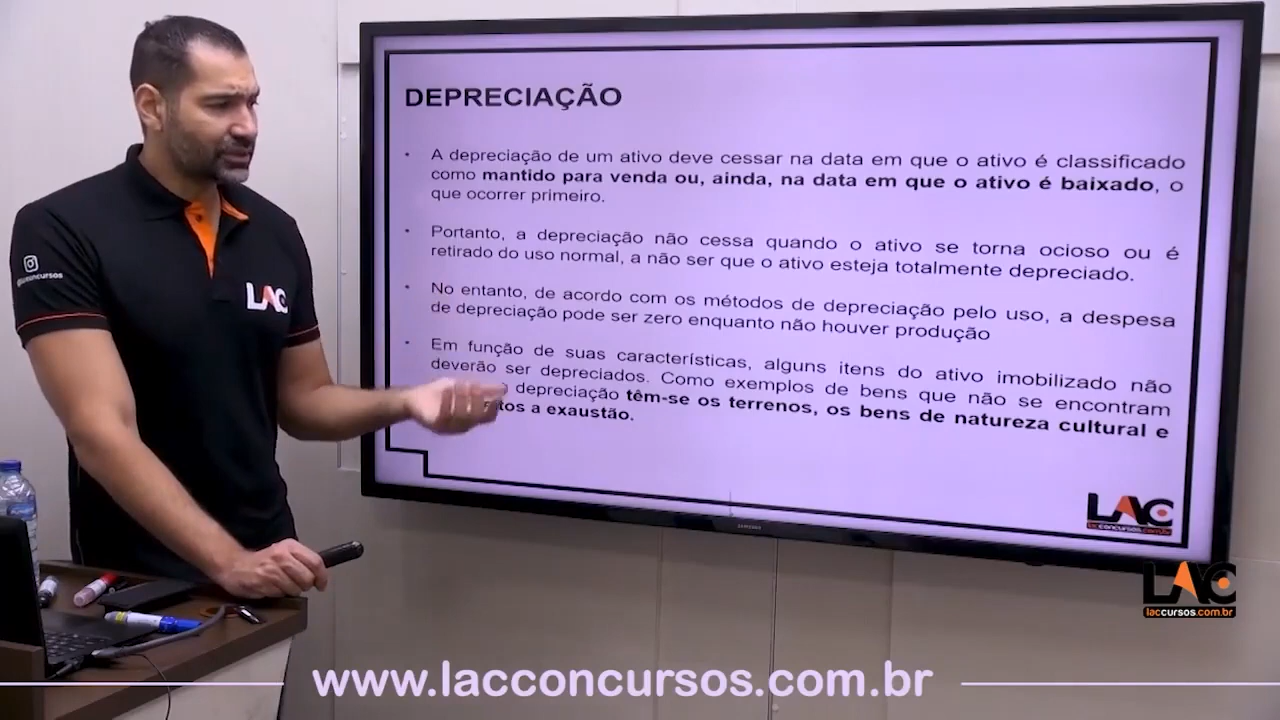 DEPRECIAÇÃO
• A depreciação de um ativo deve cessar na data em que o ativo é classificado
como mantido para venda ou, ainda, na data em que o ativo é baixado, o
que ocorrer primeiro.
• Portanto, a depreciação não cessa quando o ativo se torna ocioso ou é
retirado do uso normal, a não ser que o ativo esteja totalmente depreciado.
• No entanto, de acordo com os métodos de depreciação pelo uso, a despesa
de depreciação pode ser zero enquanto não houver produção
• Em função de suas características, alguns itens do ativo imobilizado não
deverão ser depreciados. Como exemplos de bens que não se encontram
depreciação têm-se os terrenos, os bens de natureza cultural e
a exaustão.
LAC
lacconcursos.com.br
LAC
LAC
laccursos.com.br
SAMSUNG
www.lacconcursos.com.br